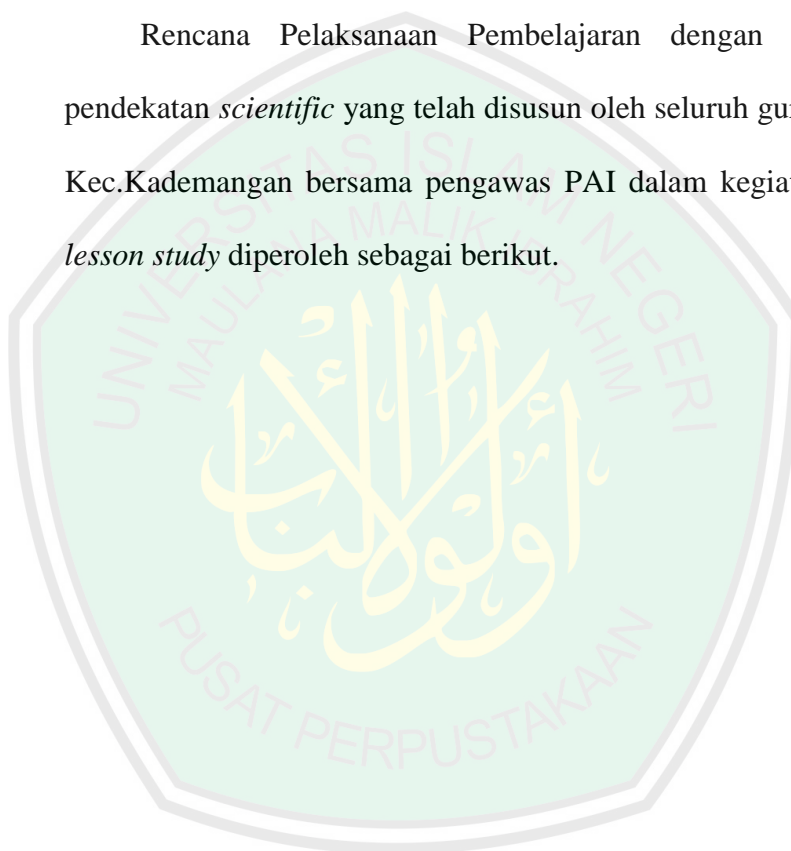 Rencana Pelaksanaan Pembelajaran dengan
pendekatan scientific yang telah disusun oleh seluruh
Kec.Kademangan bersama pengawas PAI dalam
lesson study diperoleh sebagai berikut.
UNIVERSITAS ISLAM NEGERI
MAULANA MALIK IBRAHIM
أولو الألباب
PUSAT PERPUSTAKAAN